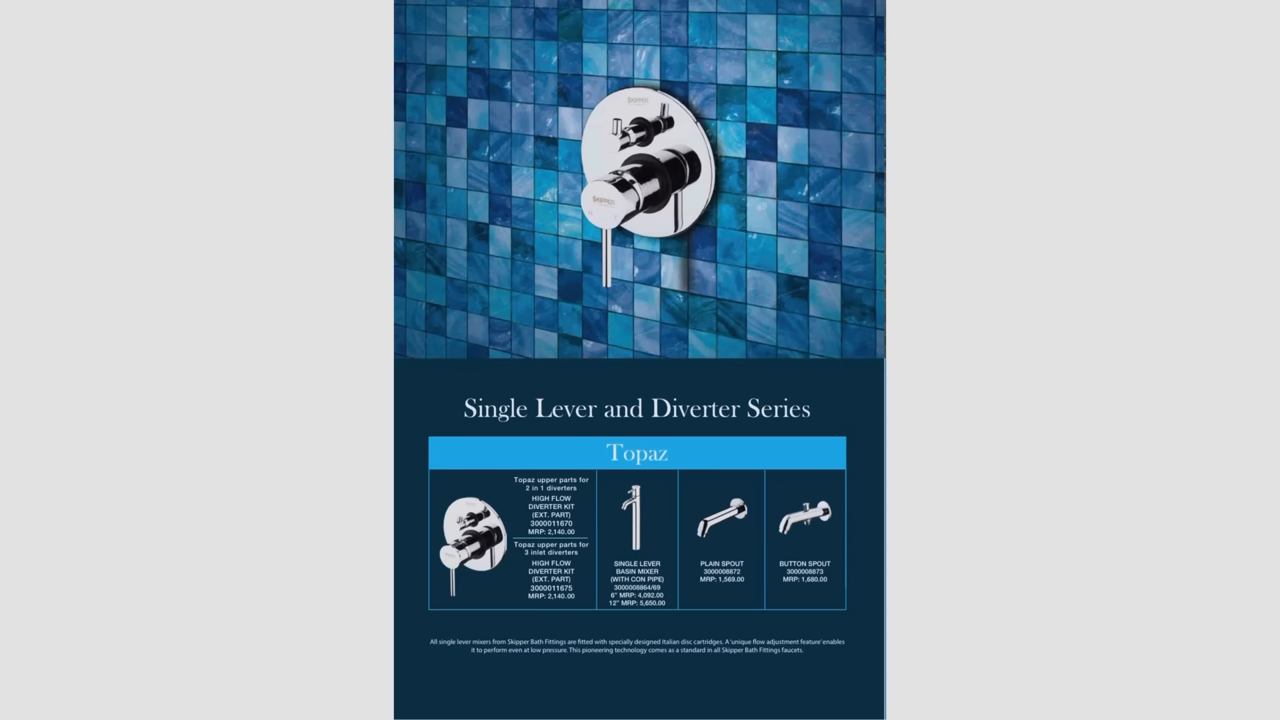 SKIPPER
SKIPPER
Single Lever and Diverter Series
Topaz
Topaz upper parts for
2 in 1 diverters
HIGH FLOW
DIVERTER KIT
(EXT. PART)
3000011670
MRP: 2,140.00
Topaz upper parts for
3 inlet diverters
HIGH FLOW
DIVERTER KIT
(EXT. PART)
3000011675
MRP: 2,140.00
SINGLE LEVER
BASIN MIXER
(WITH CON PIPE)
3000008864/69
6" MRP: 4,092.00
12" MRP: 5,650.00
PLAIN SPOUT
3000008872
MRP: 1,569.00
BUTTON SPOUT
3000008873
MRP: 1,680.00
All single lever mixers from Skipper Bath Fittings are fitted with specially designed Italian disc cartridges. A 'unique flow adjustment feature' enables
it to perform even at low pressure. This pioneering technology comes as a standard in all Skipper Bath Fittings faucets.